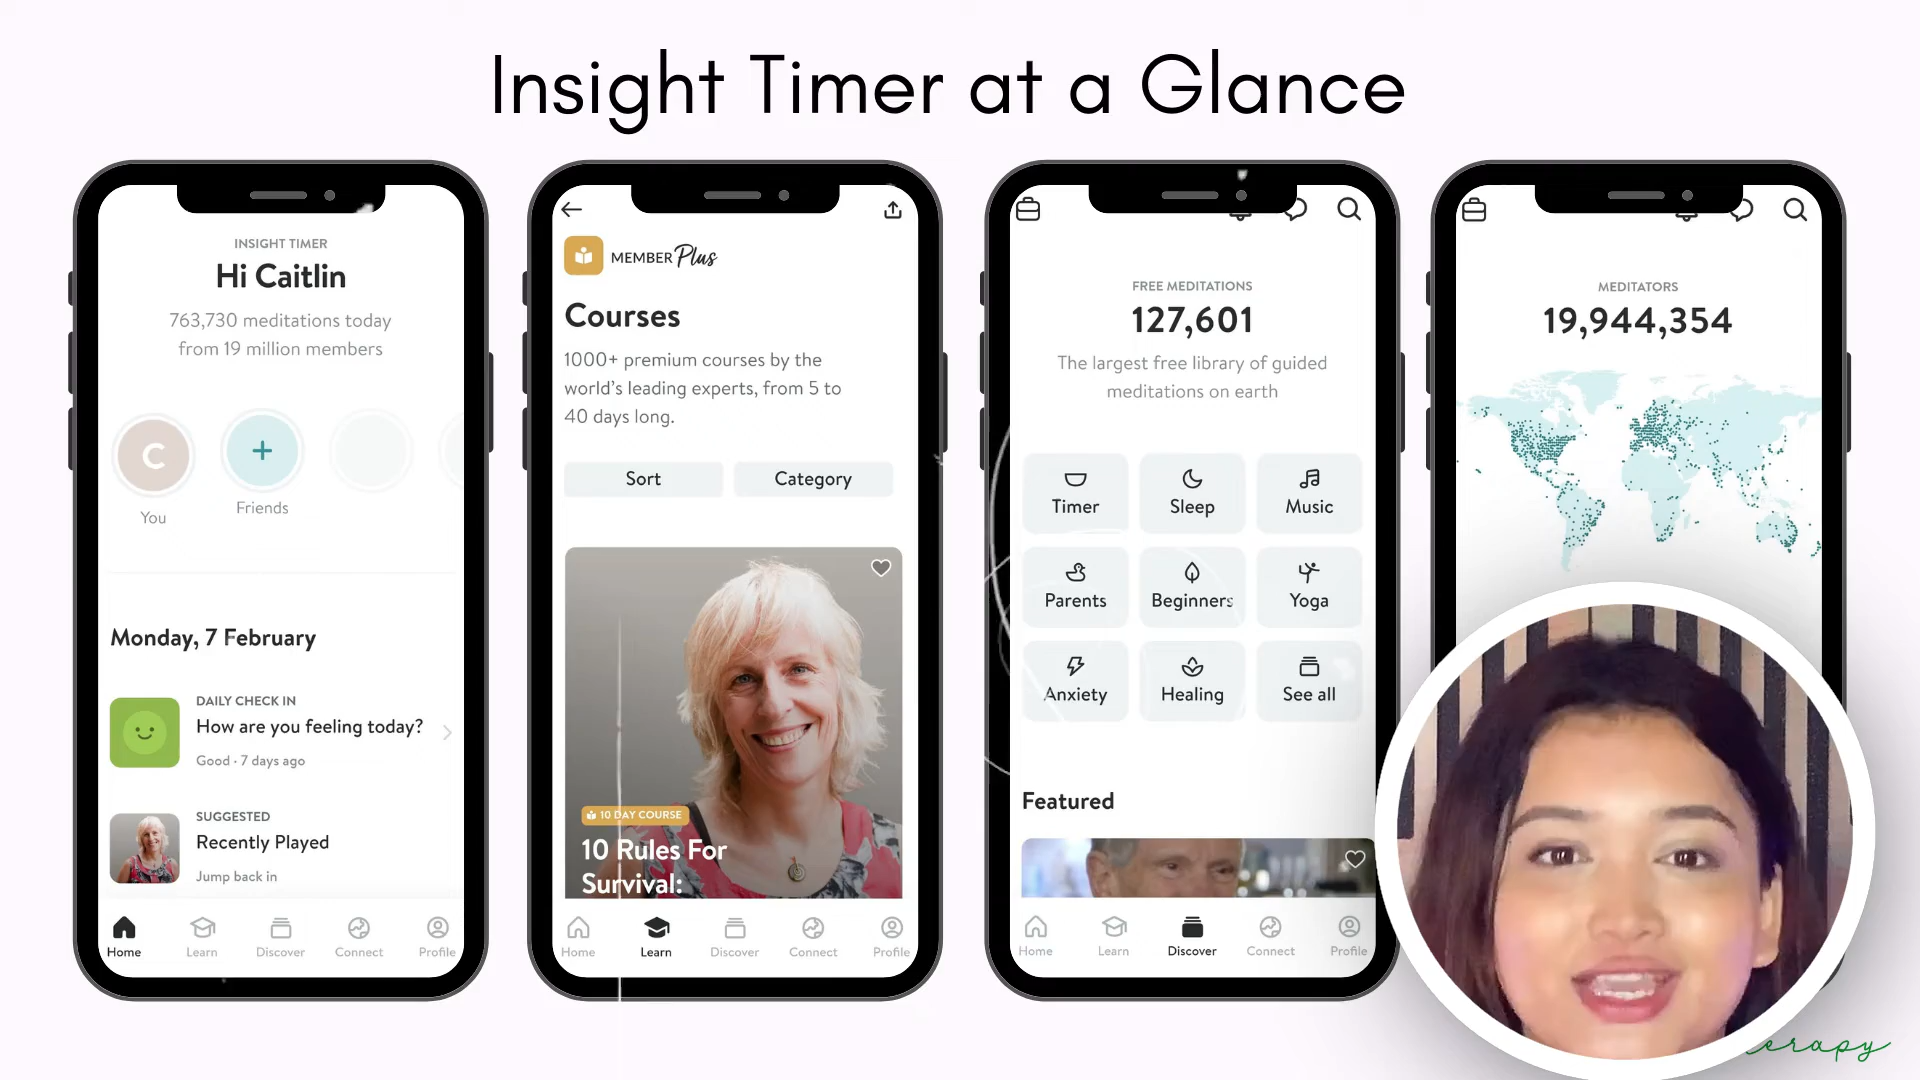 Insight Timer at a Glance
INSIGHT TIMER
Hi Caitlin
763,730 meditations today
from 19 million members
C
You
Friends
Monday, 7 February
DAILY CHECK IN
How are you feeling today?
Good · 7 days ago
SUGGESTED
Recently Played
Jump back in
Home
Learn
Discover
Connect
Profile
MEMBER Plus
Courses
1000+ premium courses by the
world's leading experts, from 5 to
40 days long.
Sort
Category
10 DAY COURSE
10 Rules For
Survival:
Home
Learn
Discover
Connect
Profile
FREE MEDITATIONS
127,601
The largest free library of guided
meditations on earth
Timer
Sleep
Music
Parents
Beginners
Yoga
Anxiety
Healing
See all
Featured
Home
Learn
Discover
Connect
Profile
MEDITATORS
19,944,354